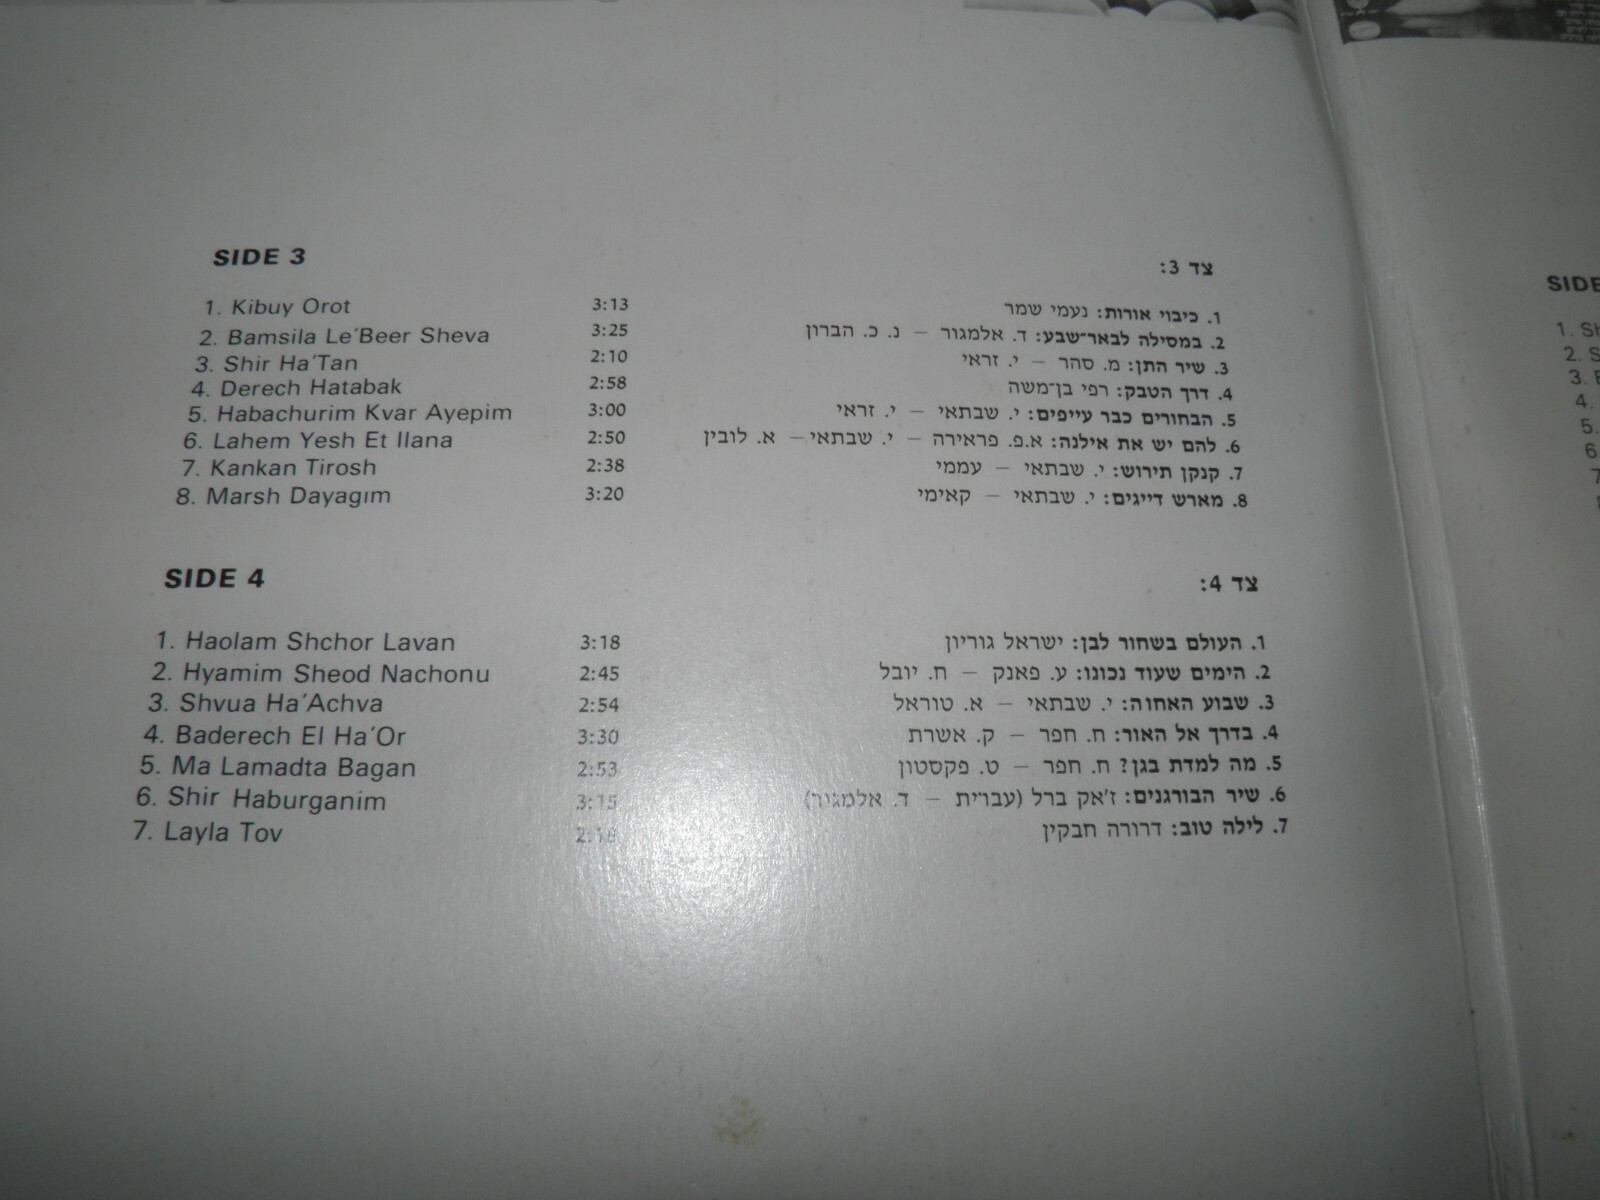 SIDE 3
צד 3:
1. Kibuy Orot 3:13 1. כיבוי אורות: נעמי שמר
2. Bamsila Le'Beer Sheva 3:25 2. במסילה לבאר־שבע: ד. אלמגור – נ. כ. הברון
3. Shir Ha'Tan 2:10 3. שיר התן: מ. סהר – י. זראי
4. Derech Hatabak 2:58 4. דרך הטבק: רפי בן־משה
5. Habachurim Kvar Ayepim 3:00 5. הבחורים כבר עייפים: י. שבתאי – י. זראי
6. Lahem Yesh Et Ilana 2:50 6. להם יש את אילנה: א.פ. פראירה – י. שבתאי – א. לובין
7. Kankan Tirosh 2:38 7. קנקן תירוש: י. שבתאי – עממי
8. Marsh Dayagim 3:20 8. מארש דייגים: י. שבתאי – קאימי
SIDE 4
צד 4:
1. Haolam Shchor Lavan 3:18 1. העולם בשחור לבן: ישראל גוריון
2. Hyamim Sheod Nachonu 2:45 2. הימים שעוד נכונו: ע. פאנק – ח. יובל
3. Shvua Ha'Achva 2:54 3. שבוע האחוה: י. שבתאי – א. טוראל
4. Baderech El Ha'Or 3:30 4. בדרך אל האור: ח. חפר – ק. אשרת
5. Ma Lamadta Bagan 2:53 5. מה למדת בגן? ח. חפר – ט. פקסטון
6. Shir Haburganim 3:15 6. שיר הבורגנים: ז'אק ברל (עברית – ד. אלמגור)
7. Layla Tov 7. לילה טוב: דרורה חבקין
SIDE
1.
2.
3.
4.
5.
6